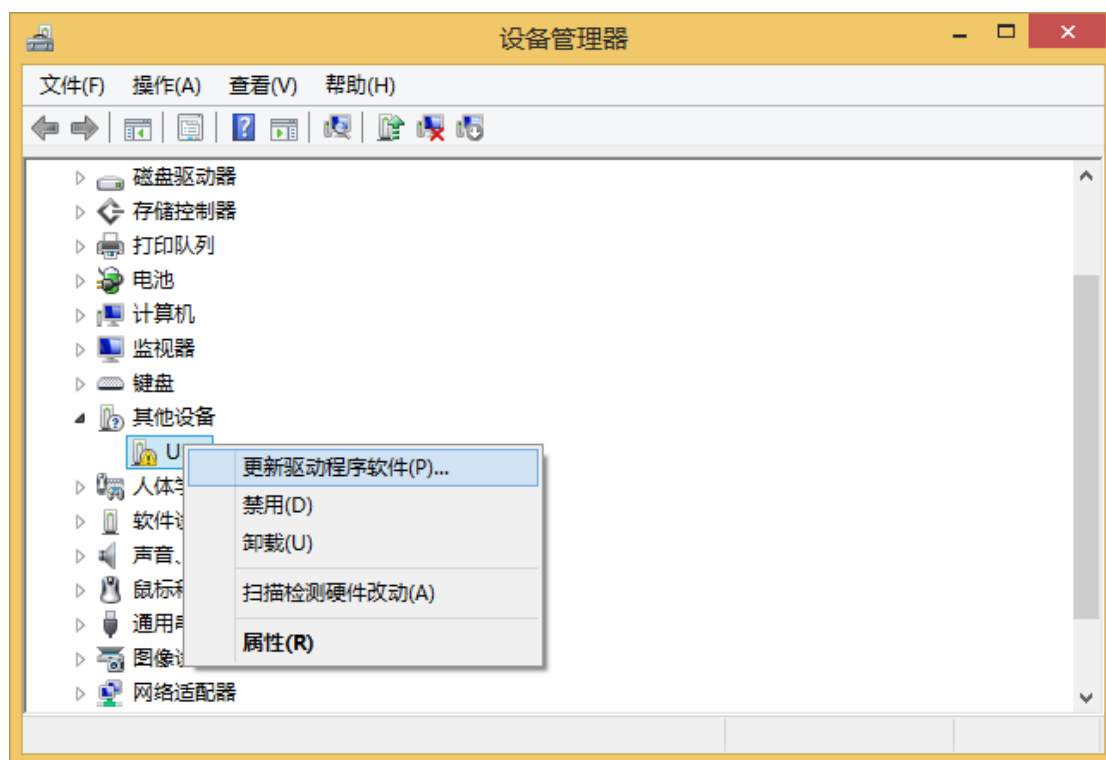 设备管理器
文件(F) 操作(A) 查看(V) 帮助(H)
磁盘驱动器
存储控制器
打印队列
电池
计算机
监视器
键盘
其他设备
U
更新驱动程序软件(P)...
人体
禁用(D)
软件
卸载(U)
声音、
鼠标
扫描检测硬件改动(A)
通用
属性(R)
图像
网络适配器